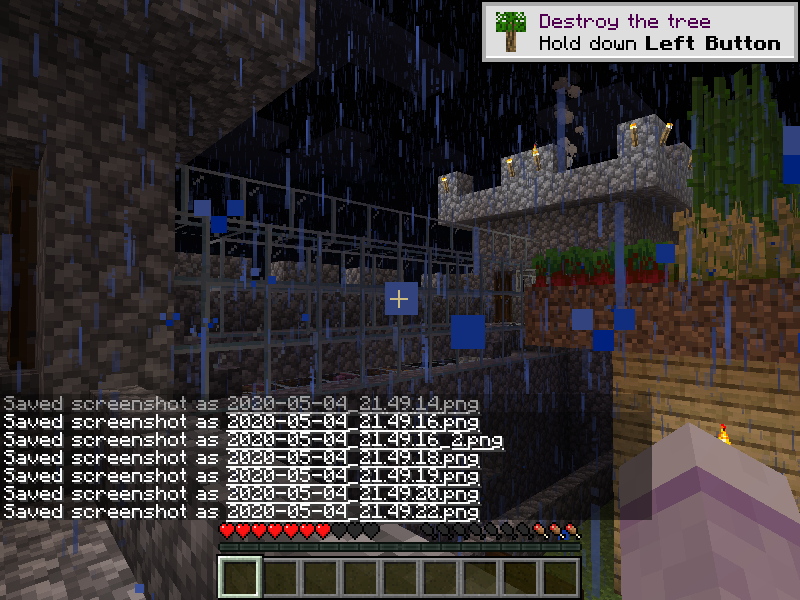 Destroy the tree
Hold down Left Button
Saved screenshot as 2020-05-04_21.49.14.png
Saved screenshot as 2020-05-04_21.49.16.png
Saved screenshot as 2020-05-04_21.49.16_2.png
Saved screenshot as 2020-05-04_21.49.18.png
Saved screenshot as 2020-05-04_21.49.19.png
Saved screenshot as 2020-05-04_21.49.20.png
Saved screenshot as 2020-05-04_21.49.22.png